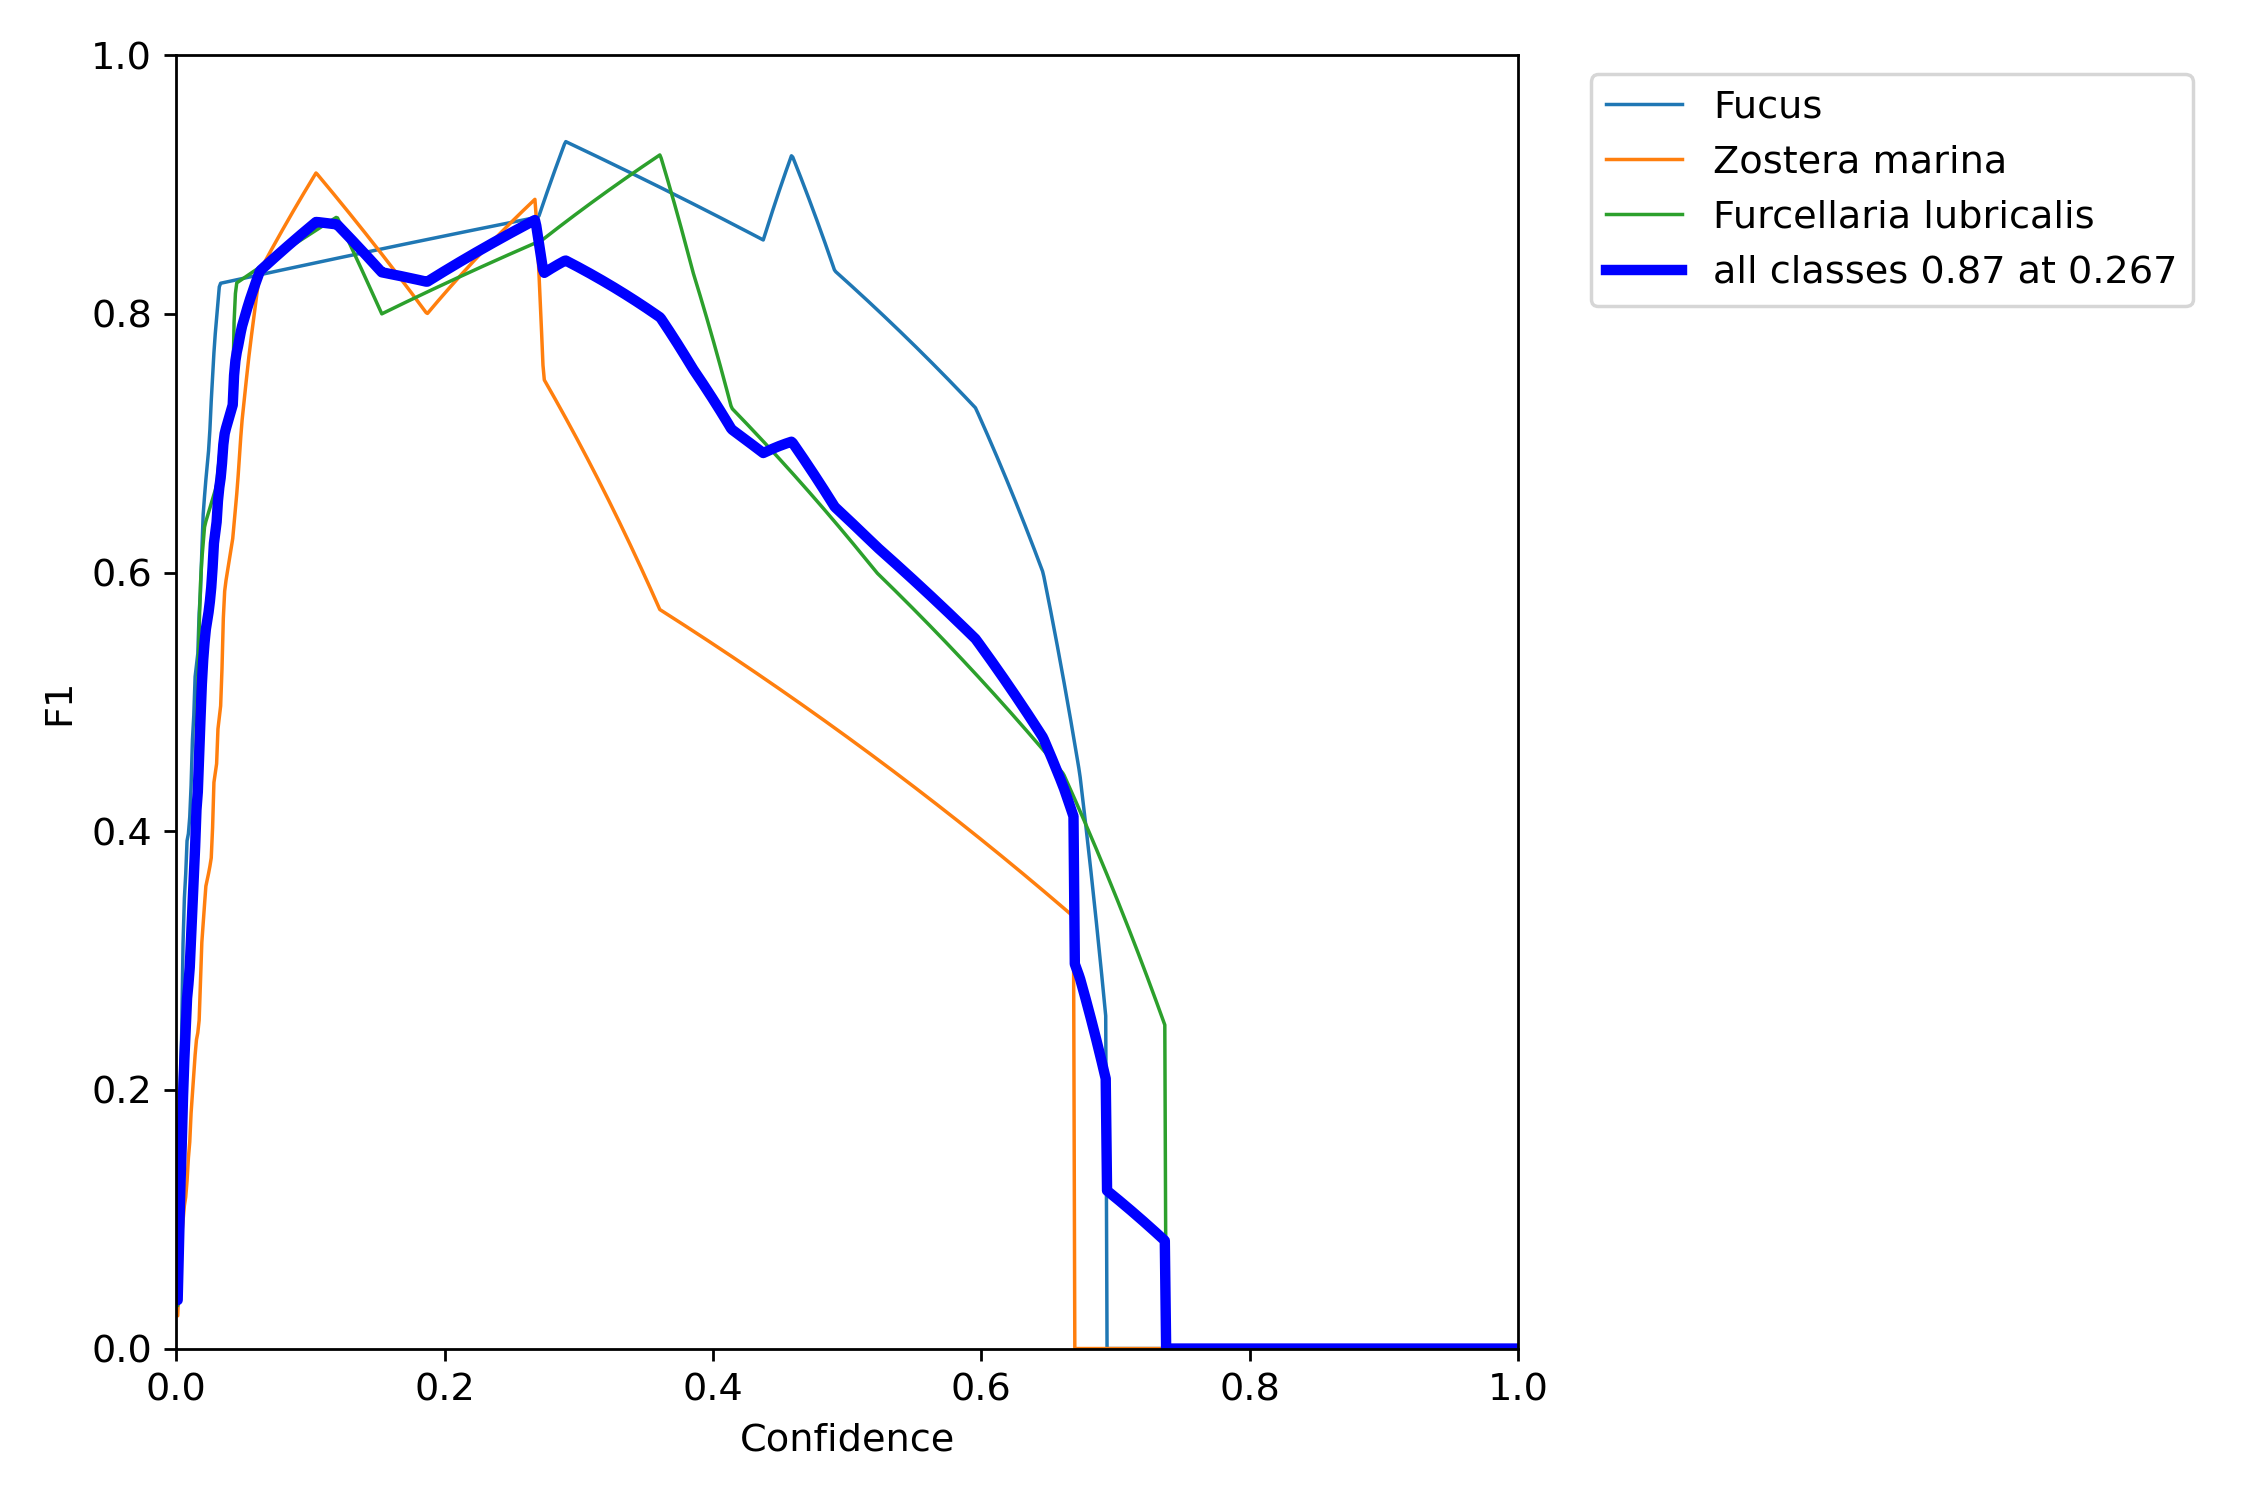 1.0
0.8
0.6
0.4
0.2
0.0
F1
0.0 0.2 0.4 0.6 0.8 1.0
Confidence
Fucus
Zostera marina
Furcellaria lubricalis
all classes 0.87 at 0.267